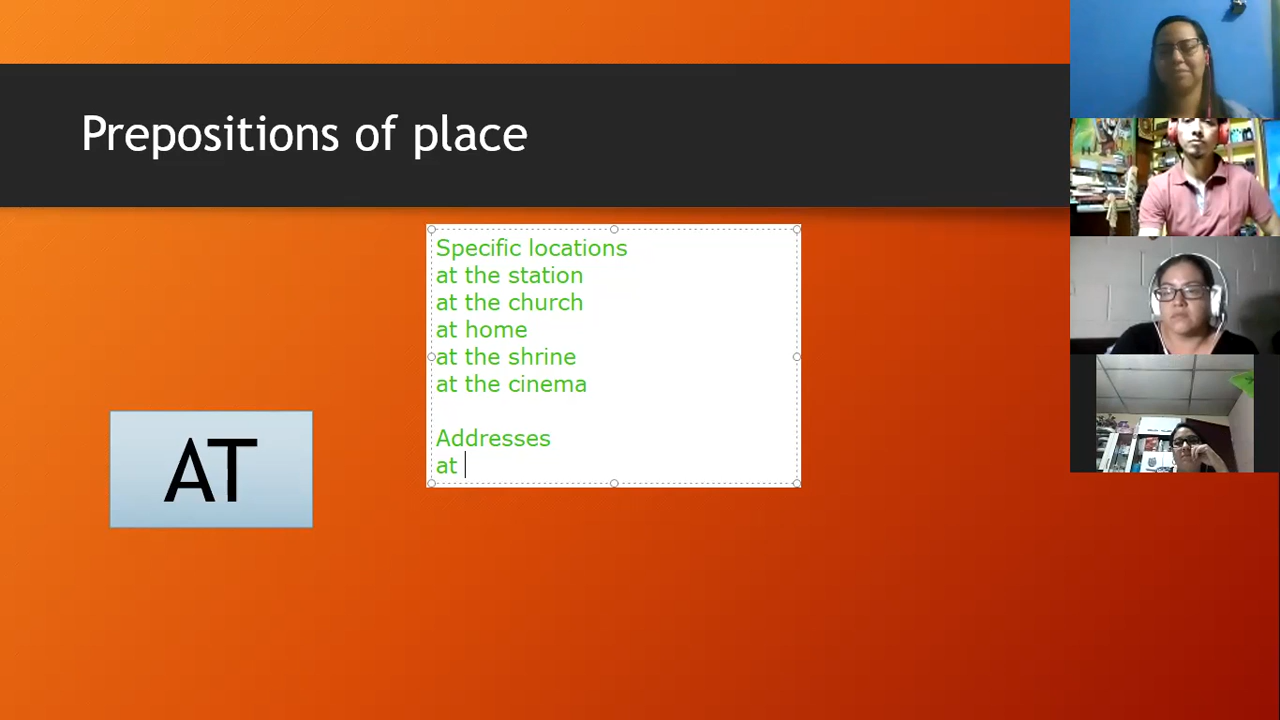 Prepositions of place
Specific locations
at the station
at the church
at home
at the shrine
at the cinema
Addresses
at
AT